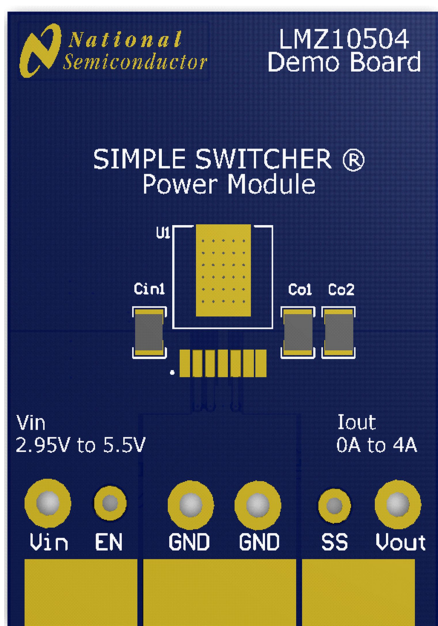 National
Semiconductor
LMZ10504
Demo Board
SIMPLE SWITCHER ®
Power Module
U1
Cin1
Co1
Co2
Vin
2.95V to 5.5V
Iout
0A to 4A
Vin
EN
GND
GND
SS
Vout